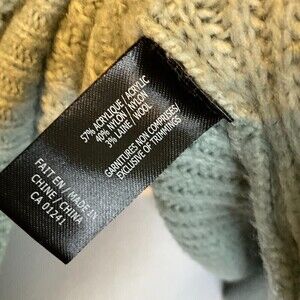 57% ACRYLIQUE / ACRYLIC
40% NYLON / NYLON
3% LAINE / WOOL
GARNITURES NON COMPRISES/
EXCLUSIVE OF TRIMMINGS
FAIT EN / MADE IN
CHINE / CHINA
CA 01241